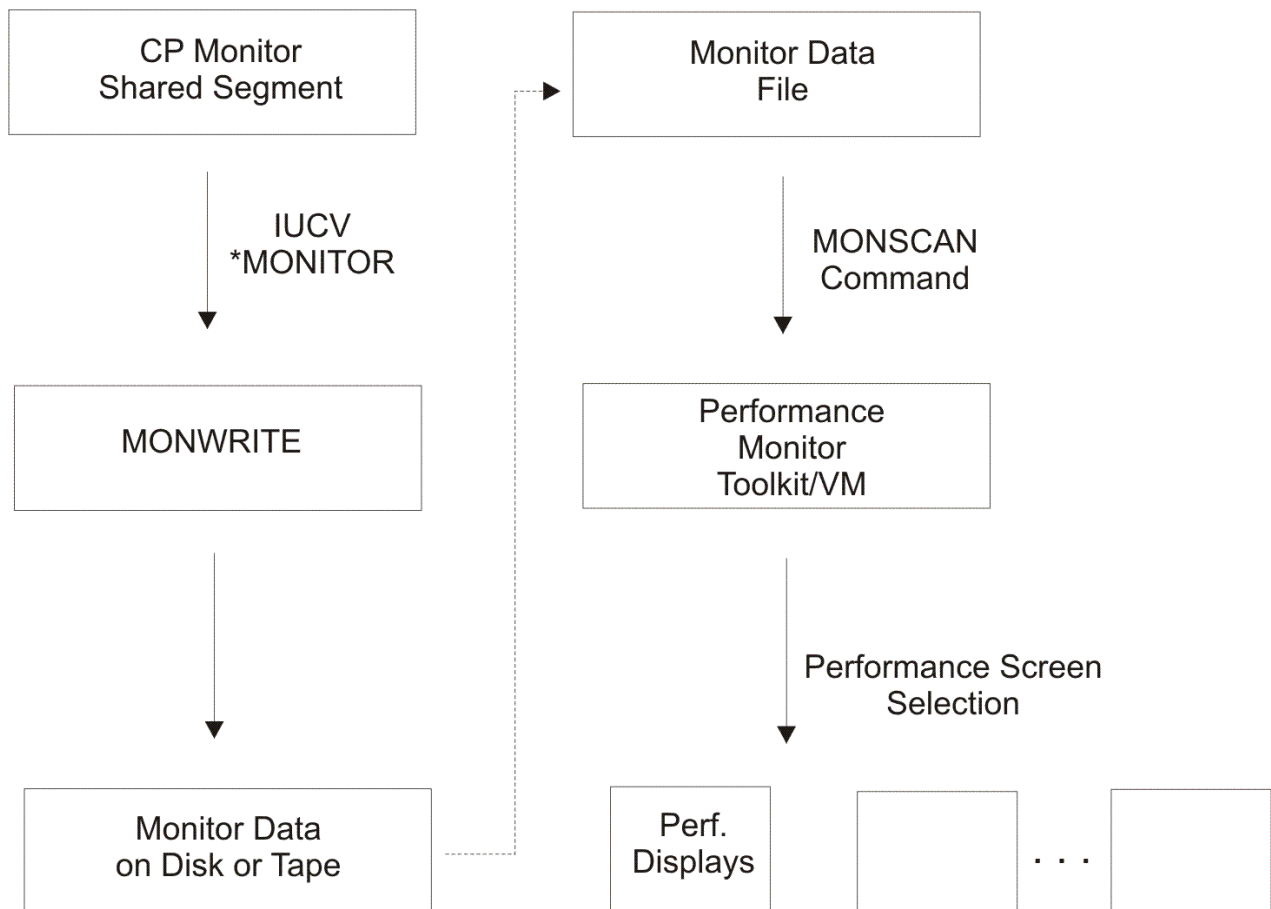 CP Monitor
Shared Segment
IUCV
*MONITOR
MONWRITE
Monitor Data
on Disk or Tape
Monitor Data
File
MONSCAN
Command
Performance
Monitor
Toolkit/VM
Performance Screen
Selection
Perf.
Displays
. . .